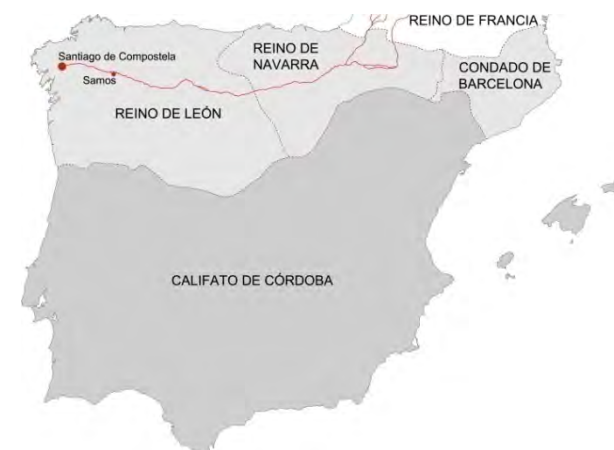 REINO DE FRANCIA
Santiago de Compostela
Samos
REINO DE
NAVARRA
CONDADO DE
BARCELONA
REINO DE LEÓN
CALIFATO DE CÓRDOBA